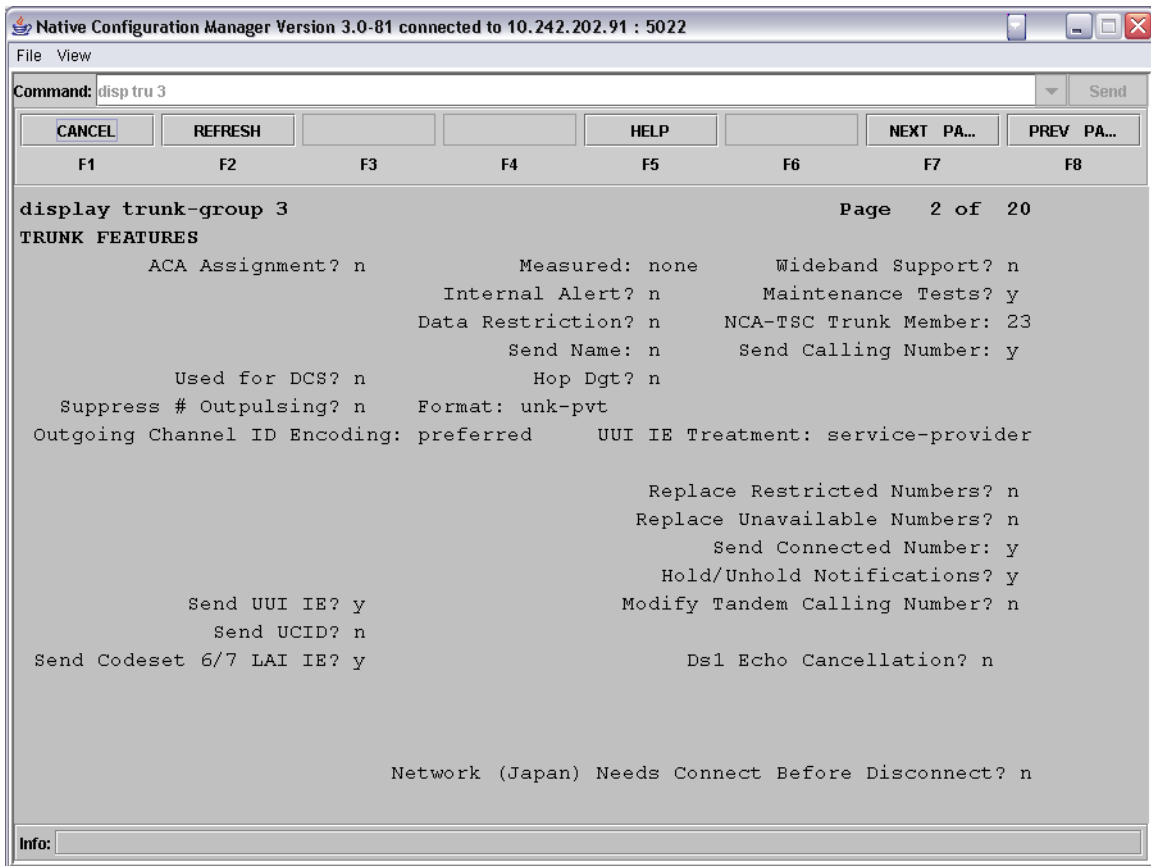 Native Configuration Manager Version 3.0-81 connected to 10.242.202.91 : 5022
File View
Command: disp tru 3 Send
CANCEL REFRESH HELP NEXT PA... PREV PA...
F1 F2 F3 F4 F5 F6 F7 F8
display trunk-group 3 Page 2 of 20
TRUNK FEATURES
ACA Assignment? n Measured: none Wideband Support? n
Internal Alert? n Maintenance Tests? y
Data Restriction? n NCA-TSC Trunk Member: 23
Send Name: n Send Calling Number: y
Used for DCS? n Hop Dgt? n
Suppress # Outpulsing? n Format: unk-pvt
Outgoing Channel ID Encoding: preferred UUI IE Treatment: service-provider
Replace Restricted Numbers? n
Replace Unavailable Numbers? n
Send Connected Number: y
Hold/Unhold Notifications? y
Send UUI IE? y Modify Tandem Calling Number? n
Send UCID? n
Send Codeset 6/7 LAI IE? y Ds1 Echo Cancellation? n
Network (Japan) Needs Connect Before Disconnect? n
Info: